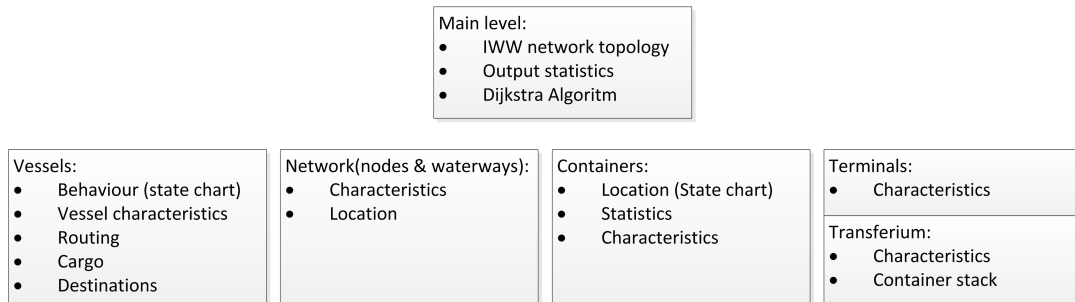 Main level:
• IWW network topology
• Output statistics
• Dijkstra Algoritm
Vessels:
• Behaviour (state chart)
• Vessel characteristics
• Routing
• Cargo
• Destinations
Network(nodes & waterways):
• Characteristics
• Location
Containers:
• Location (State chart)
• Statistics
• Characteristics
Terminals:
• Characteristics
Transferium:
• Characteristics
• Container stack